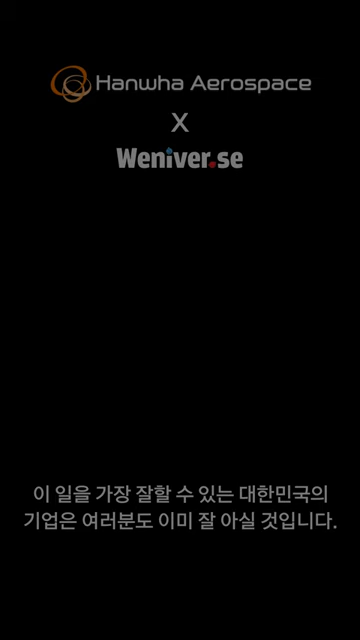 Hanwha Aerospace
X
Weniver.se
이 일을 가장 잘할 수 있는 대한민국의
기업은 여러분도 이미 잘 아실 것입니다.